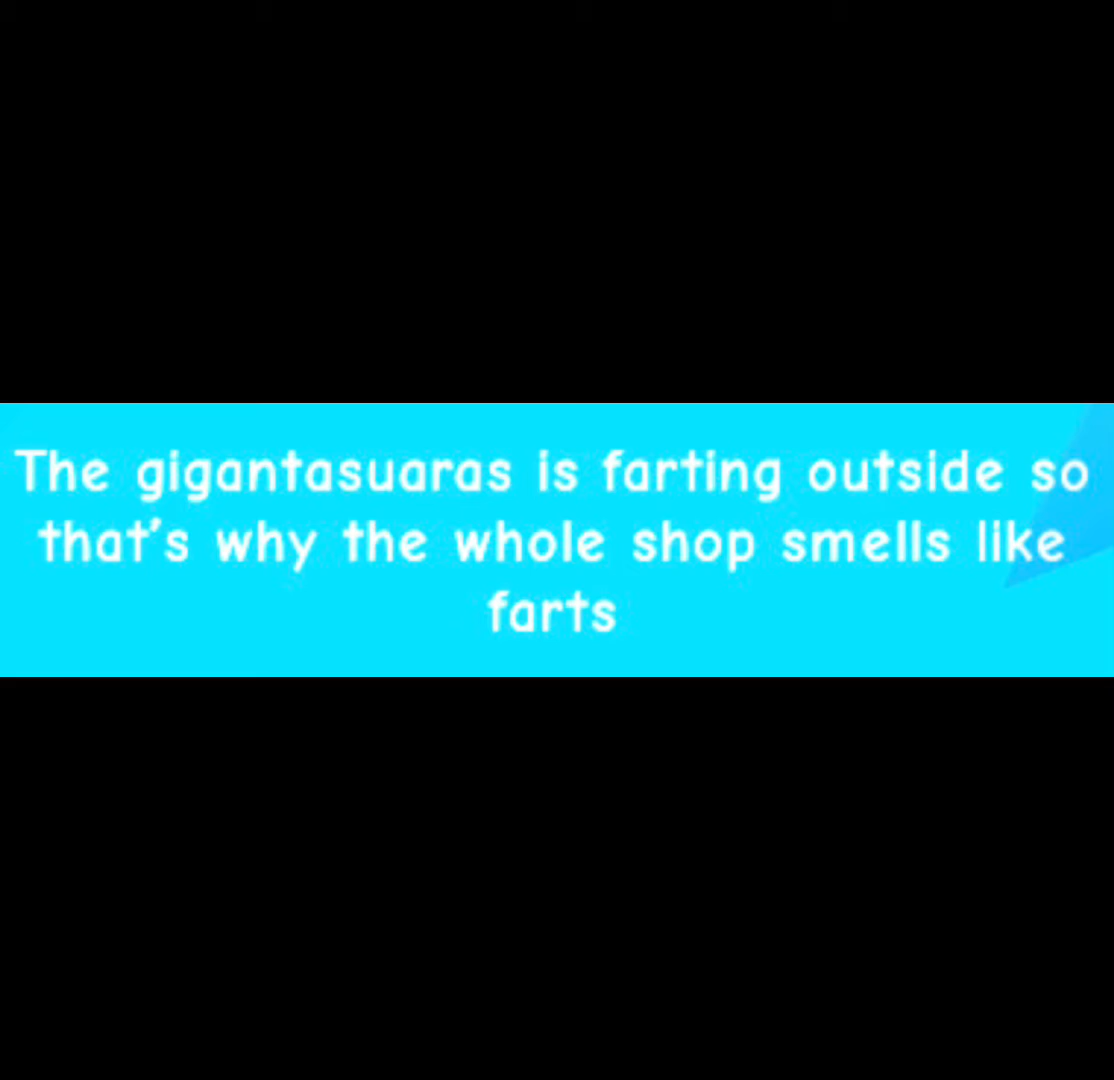 The gigantasuaras is farting outside so
that's why the whole shop smells like
farts